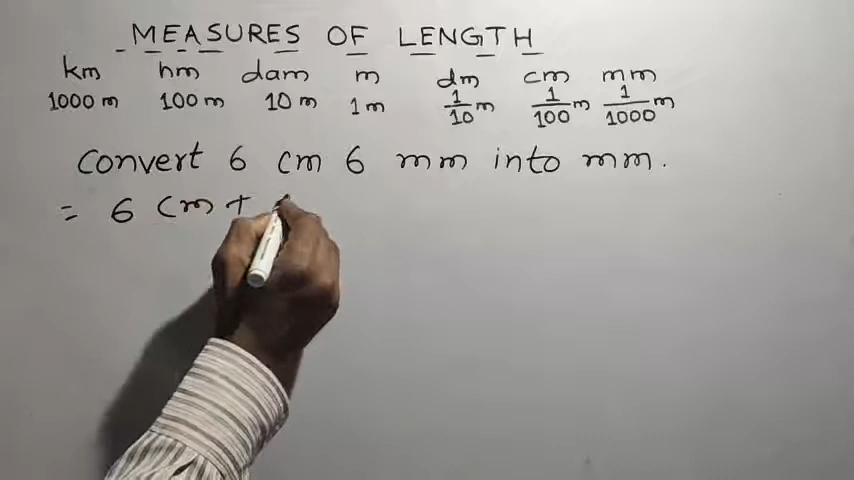 MEASURES OF LENGTH
km hm dam m dm cm mm
1000 m 100 m 10 m 1 m 1/10 m 1/100 m 1/1000 m
Convert 6 cm 6 mm into mm.
= 6 cm +